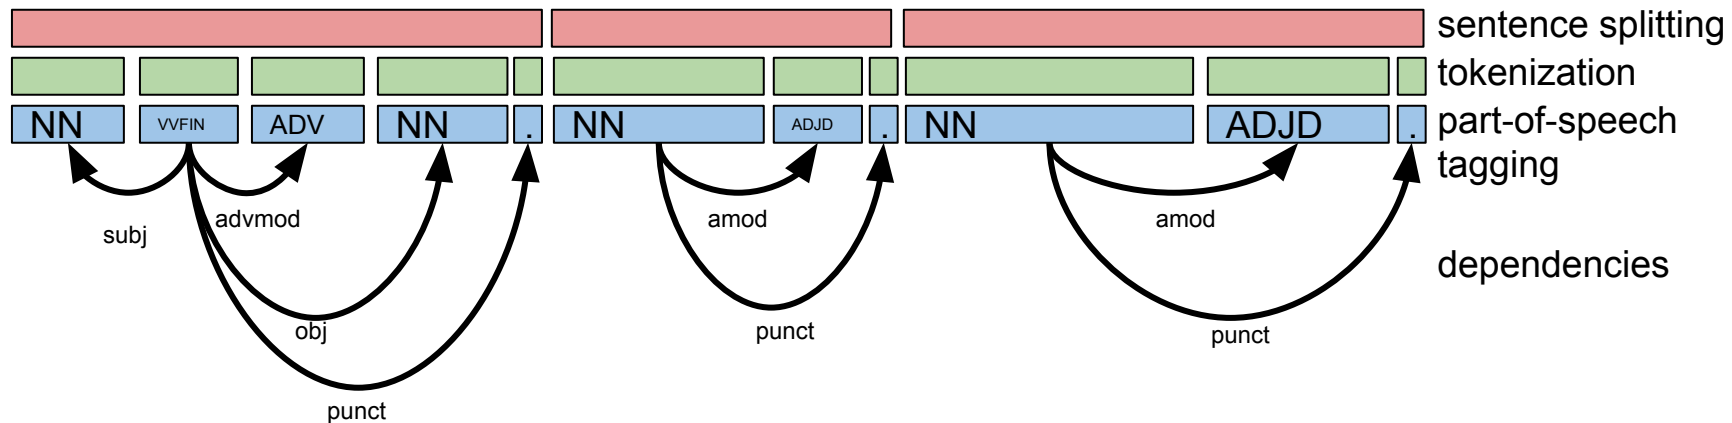 sentence splitting
tokenization
NN VVFIN ADV NN . NN ADJD . NN ADJD . part-of-speech
tagging
subj advmod amod amod
dependencies
obj punct punct
punct